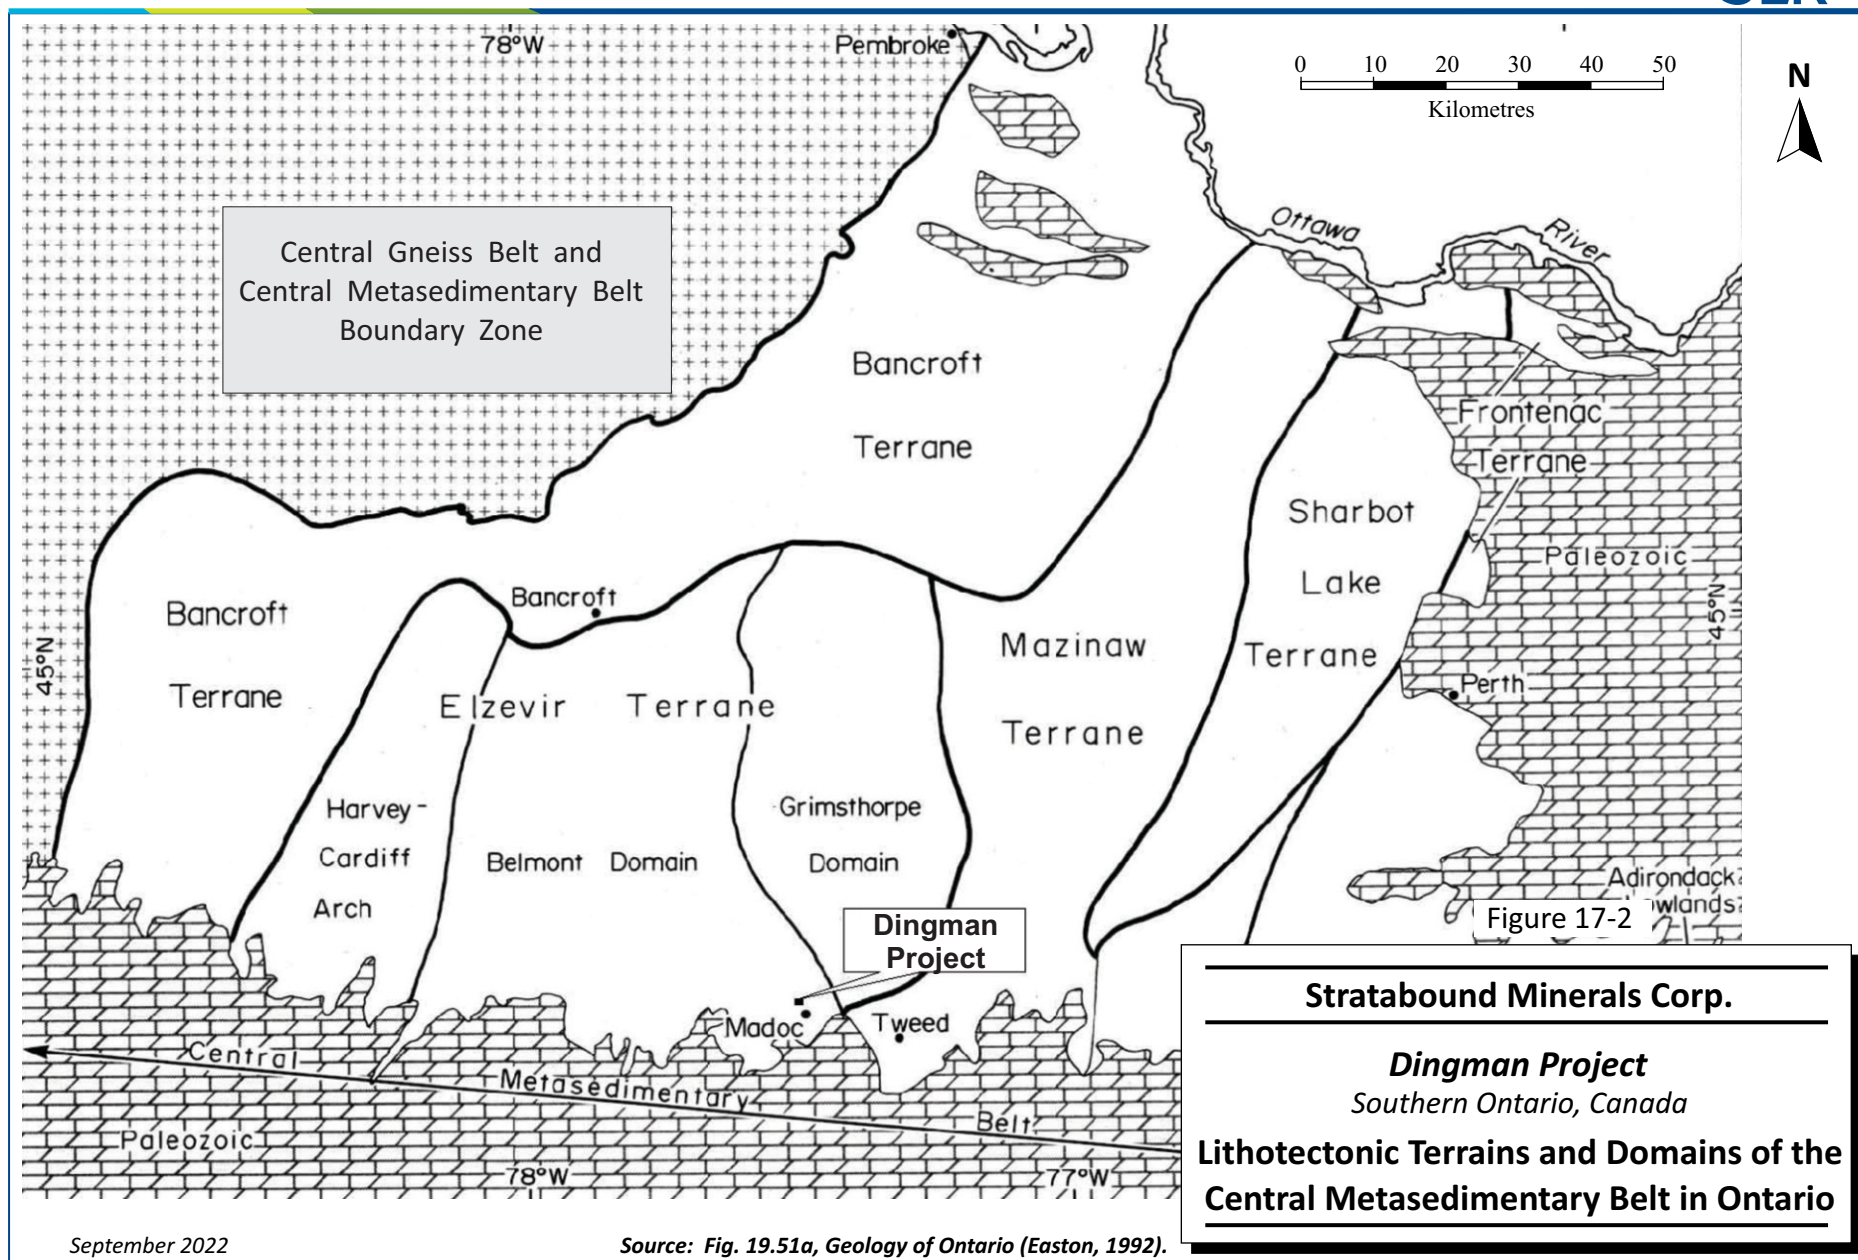 78°W
Pembroke
0 10 20 30 40 50
Kilometres
N
Central Gneiss Belt and
Central Metasedimentary Belt
Boundary Zone
Ottawa
River
Bancroft
Terrane
Frontenac
Terrane
Sharbot
Lake
Terrane
Paleozoic
45°N
45°N
Bancroft
Terrane
Bancroft
Mazinaw
Terrane
Perth
Elzevir Terrane
Harvey-
Cardiff
Arch
Belmont Domain
Grimsthorpe
Domain
Adirondack
Dingman
Project
Madoc
Tweed
Central
Metasedimentary
Belt
Paleozoic
78°W
77°W
Figure 17-2
Stratabound Minerals Corp.
Dingman Project
Southern Ontario, Canada
Lithotectonic Terrains and Domains of the
Central Metasedimentary Belt in Ontario
September 2022
Source: Fig. 19.51a, Geology of Ontario (Easton, 1992).